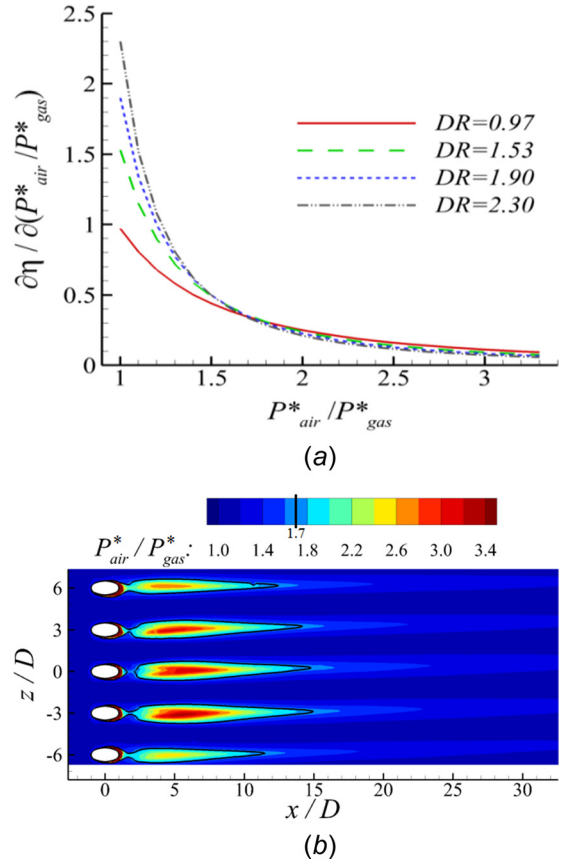 2.5
2
1.5
1
0.5
0
∂η / ∂(P*air /P*gas)
DR=0.97
DR=1.53
DR=1.90
DR=2.30
1 1.5 2 2.5 3
P*air /P*gas
(a)
1.7
P*air / P*gas: 1.0 1.4 1.8 2.2 2.6 3.0 3.4
6
3
0
-3
-6
z / D
0 5 10 15 20 25 30
x / D
(b)